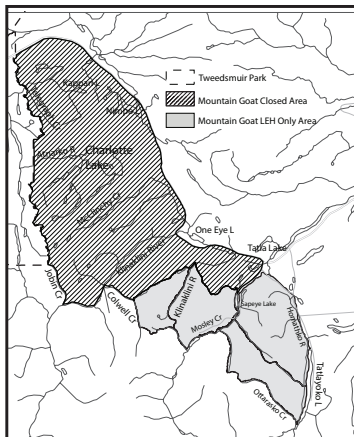 Tweedsmuir Park
Mountain Goat Closed Area
Mountain Goat LEH Only Area
Kappan
Nimpo L
Atnarko R
Charlotte
Lake
McClinchy Cr
One Eye L
Tatla Lake
Klinaklini River
Jobin Cr
Colwell Cr
Klinaklini R
Sapeye Lake
Mosley Cr
Homathko R
Tatlayoko L
Ottarasko Cr